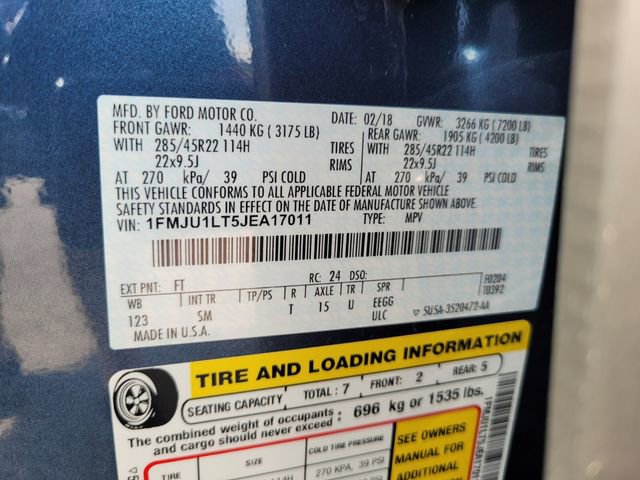 MFD. BY FORD MOTOR CO. DATE: 02/18 GVWR: 3266 KG (7200 LB)
FRONT GAWR: 1440 KG (3175 LB) REAR GAWR: 1905 KG (4200 LB)
WITH 285/45R22 114H TIRES WITH 285/45R22 114H TIRES
22x9.5J RIMS 22x9.5J RIMS
AT 270 kPa/ 39 PSI COLD AT 270 kPa/ 39 PSI COLD
THIS VEHICLE CONFORMS TO ALL APPLICABLE FEDERAL MOTOR VEHICLE
SAFETY STANDARDS IN EFFECT ON THE DATE OF MANUFACTURE SHOWN ABOVE.
VIN: 1FMJU1LT5JEA17011 TYPE: MPV
EXT PNT: FT RC: 24 DSO: F0204
WB INT TR TP/PS R AXLE TR SPR T0392
123 SM T 15 U EEGG
ULC
MADE IN U.S.A. SU5A-3520472-AA
TIRE AND LOADING INFORMATION
SEATING CAPACITY TOTAL: 7 FRONT: 2 REAR: 5
The combined weight of occupants
and cargo should never exceed : 696 kg or 1535 lbs.
TIRE SIZE COLD TIRE PRESSURE SEE OWNERS
MANUAL FOR
270 KPA, 39 PSI ADDITIONAL